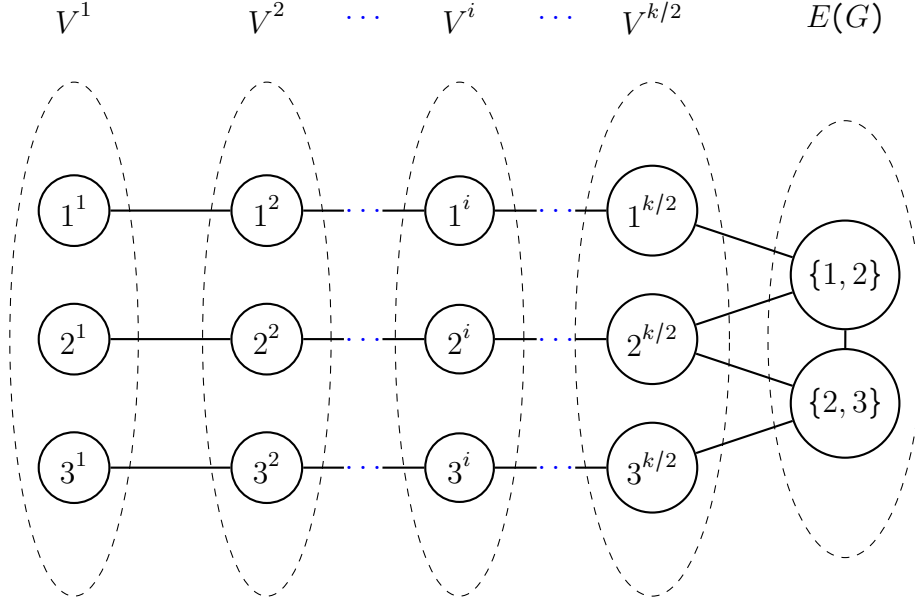 V^1 V^2 ··· V^i ··· V^{k/2} E(G)
1^1 1^2 ··· 1^i ··· 1^{k/2}
{1, 2}
2^1 2^2 ··· 2^i ··· 2^{k/2}
{2, 3}
3^1 3^2 ··· 3^i ··· 3^{k/2}